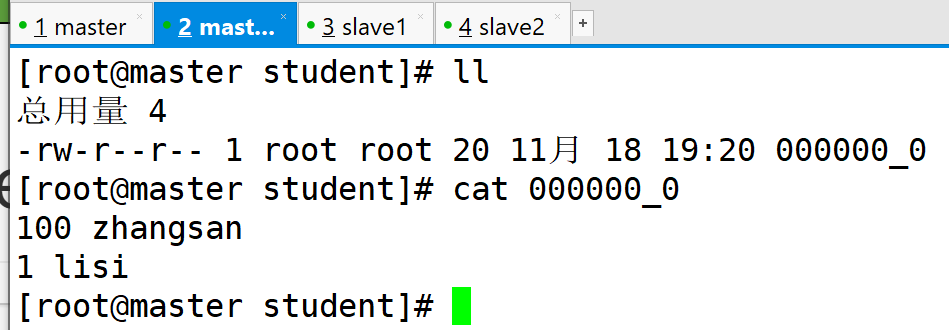 1 master
2 mast...
3 slave1
4 slave2
[root@master student]# ll
总用量 4
-rw-r--r-- 1 root root 20 11月 18 19:20 000000_0
[root@master student]# cat 000000_0
100 zhangsan
1 lisi
[root@master student]#